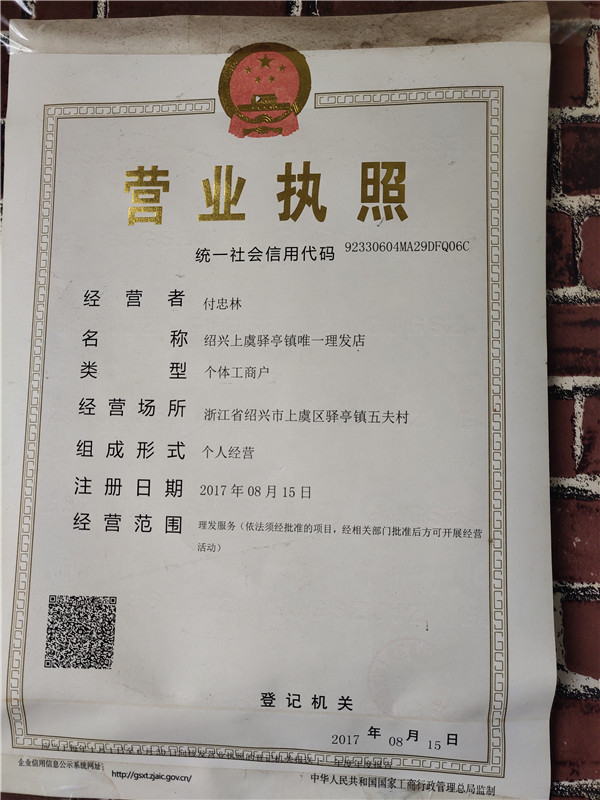 营业执照
统一社会信用代码 92330604MA29DFQ06C
经营者 付忠林
名称 绍兴上虞驿亭镇唯一理发店
类型 个体工商户
经营场所 浙江省绍兴市上虞区驿亭镇五夫村
组成形式 个人经营
注册日期 2017年08月15日
经营范围 理发服务（依法须经批准的项目，经相关部门批准后方可开展经营
活动）
登记机关
2017 年 08 月 15 日
企业信用信息公示系统网址：
http://gsxt.zjaic.gov.cn/
中华人民共和国国家工商行政管理总局监制